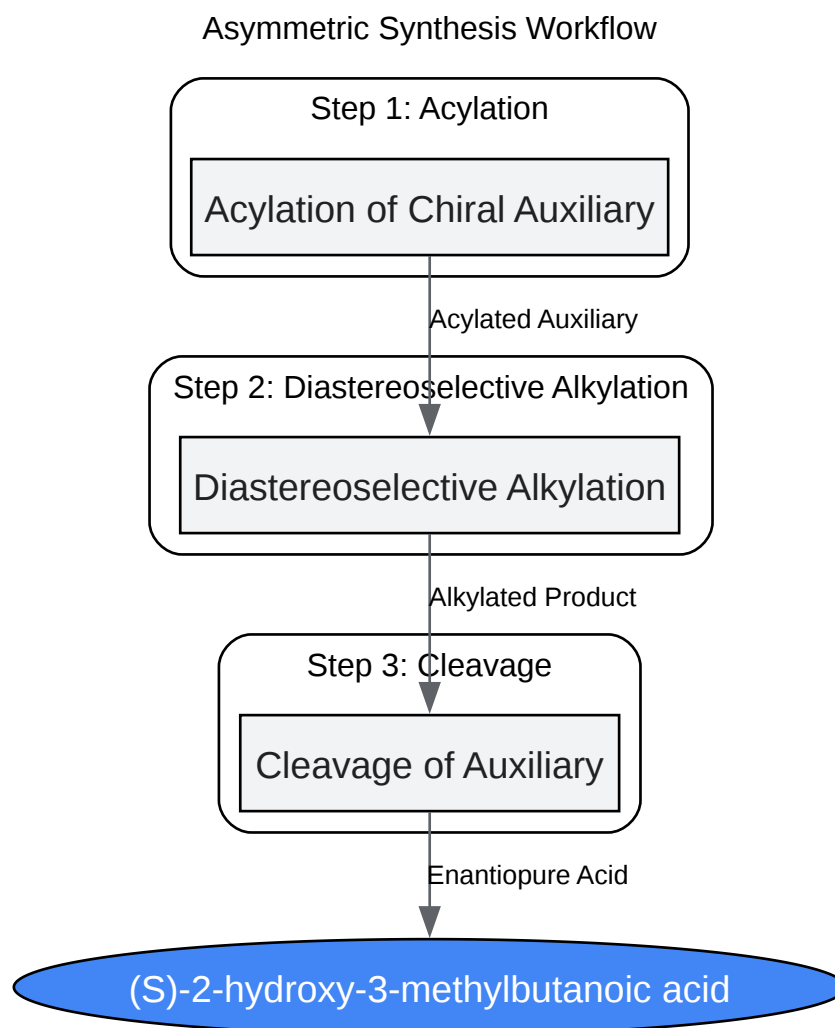 Asymmetric Synthesis Workflow
Step 1: Acylation
Acylation of Chiral Auxiliary
Acylated Auxiliary
Step 2: Diastereoselective Alkylation
Diastereoselective Alkylation
Alkylated Product
Step 3: Cleavage
Cleavage of Auxiliary
Enantiopure Acid
(S)-2-hydroxy-3-methylbutanoic acid